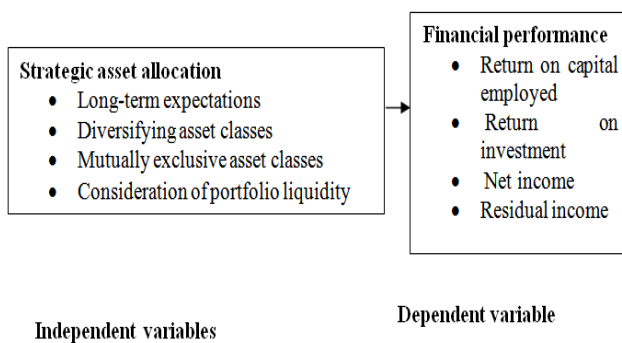 Strategic asset allocation
• Long-term expectations
• Diversifying asset classes
• Mutually exclusive asset classes
• Consideration of portfolio liquidity
Financial performance
• Return on capital
employed
• Return on
investment
• Net income
• Residual income
Independent variables
Dependent variable